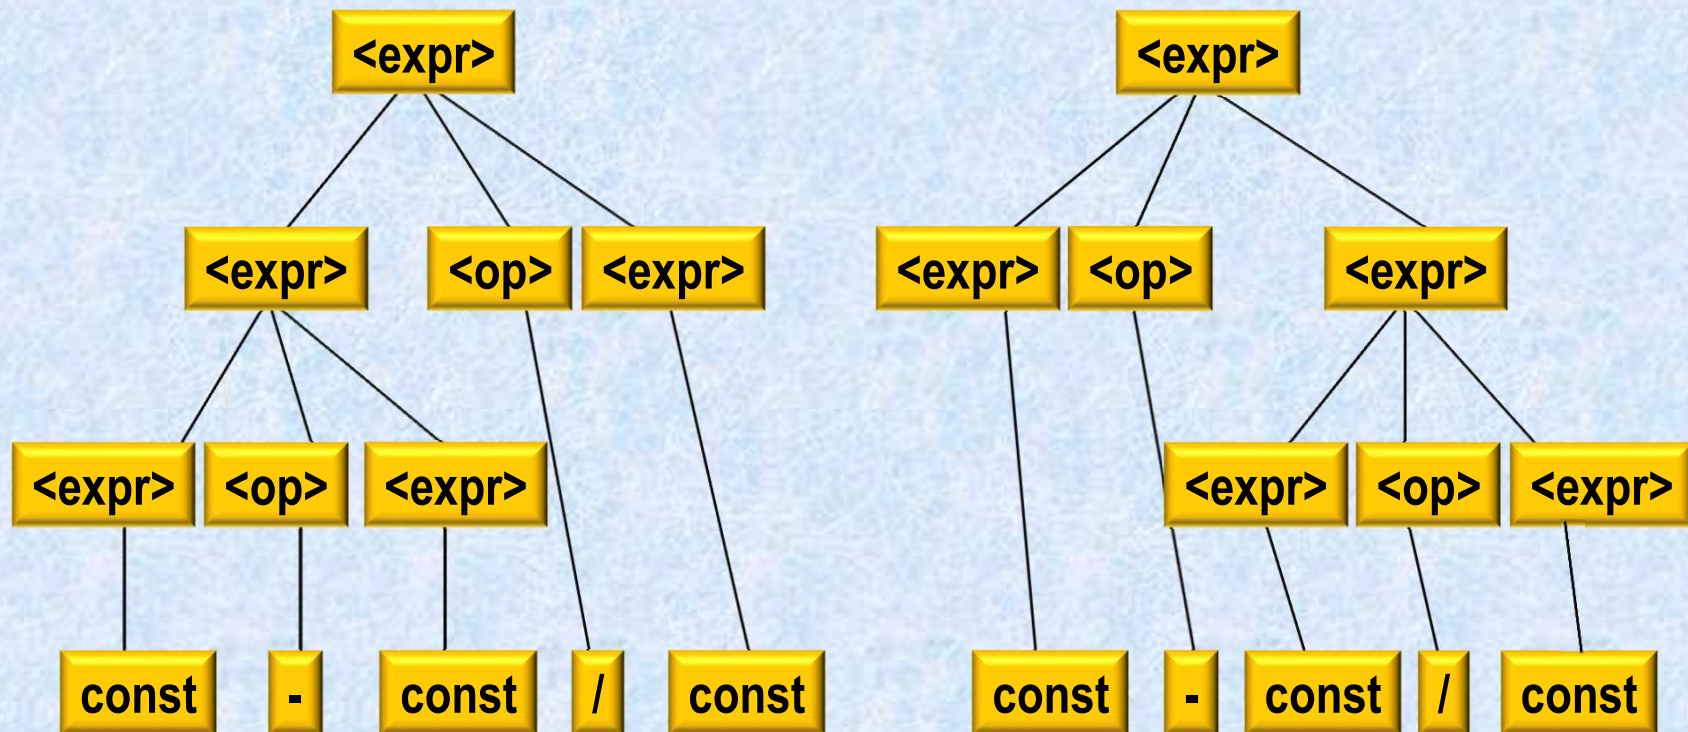 <expr> <expr>
<expr> <op> <expr> <expr> <op> <expr>
<expr> <op> <expr> <expr> <op> <expr>
const - const / const const - const / const